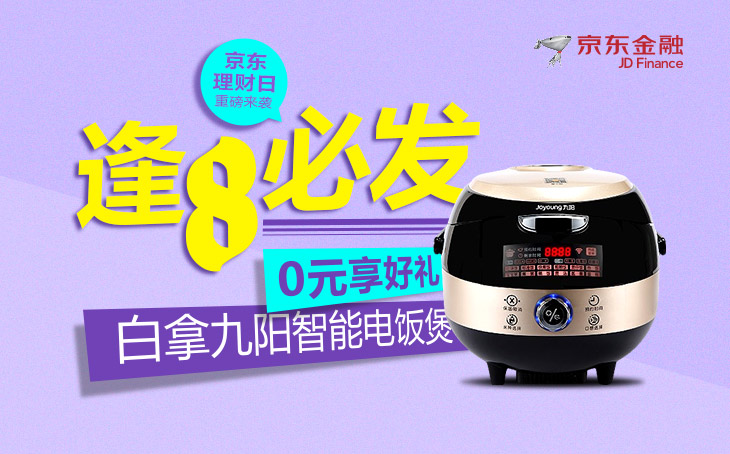 京东
理财日
重磅来袭
京东金融
JD Finance
逢8必发
0元享好礼
白拿九阳智能电饭煲
Joyoung九阳
8888